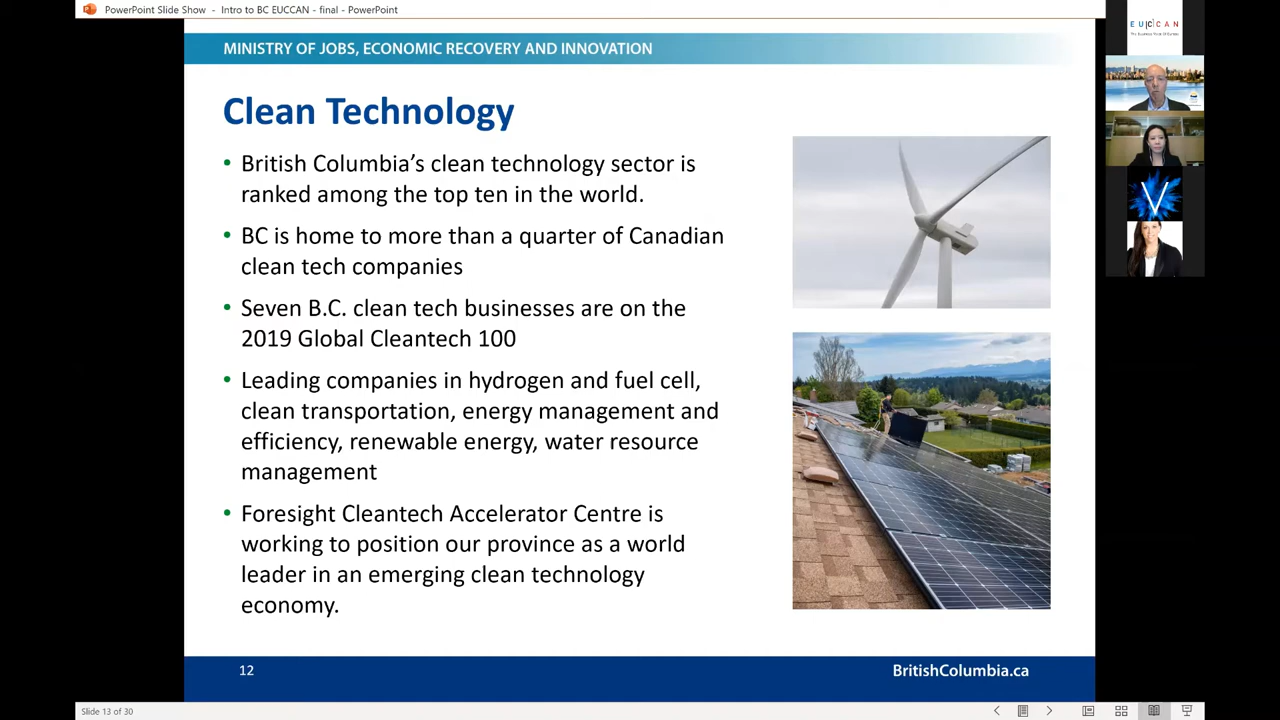 PowerPoint Slide Show - Intro to BC EUCCAN - final - PowerPoint
MINISTRY OF JOBS, ECONOMIC RECOVERY AND INNOVATION
EUCCAN
Clean Technology
• British Columbia’s clean technology sector is
ranked among the top ten in the world.
• BC is home to more than a quarter of Canadian
clean tech companies
• Seven B.C. clean tech businesses are on the
2019 Global Cleantech 100
• Leading companies in hydrogen and fuel cell,
clean transportation, energy management and
efficiency, renewable energy, water resource
management
• Foresight Cleantech Accelerator Centre is
working to position our province as a world
leader in an emerging clean technology
economy.
V
12
BritishColumbia.ca
Slide 13 of 30